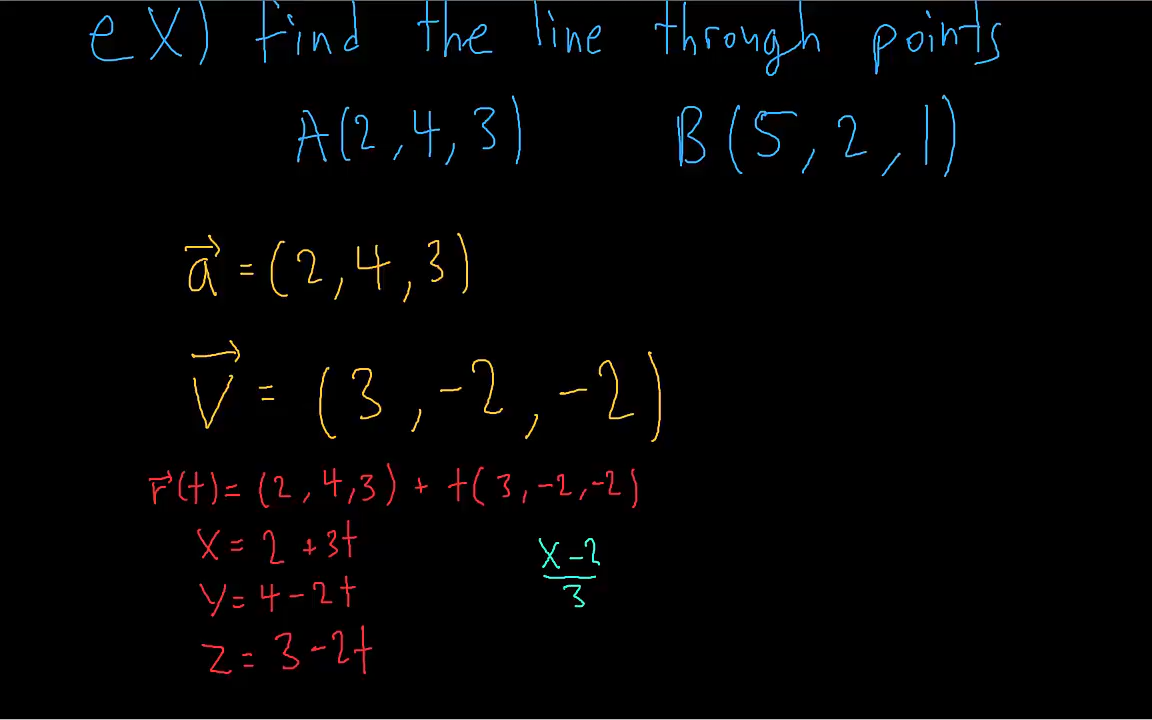 ex) find the line through points
A(2,4,3) B(5,2,1)
a⃗ = (2,4,3)
V⃗ = (3,-2,-2)
r⃗(t) = (2,4,3) + t(3,-2,-2)
x = 2 + 3t
y = 4 - 2t
z = 3 - 2t
x-2
3